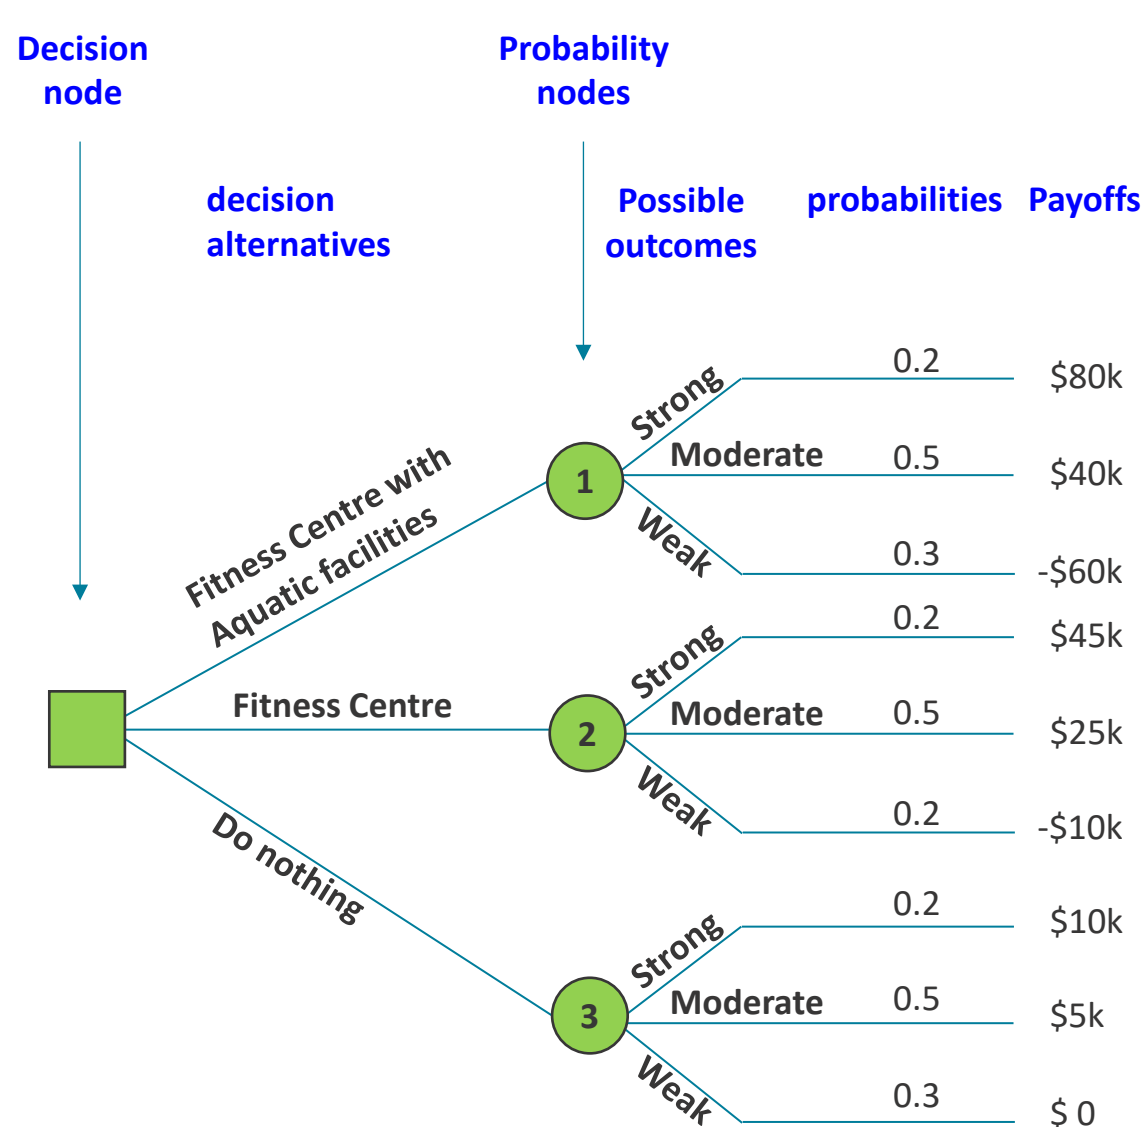 Decision
node
Probability
nodes
decision
alternatives
Possible
outcomes
probabilities
Payoffs
Fitness Centre with
Aquatic facilities
1
Strong
0.2
$80k
Moderate
0.5
$40k
Weak
0.3
-$60k
Fitness Centre
2
Strong
0.2
$45k
Moderate
0.5
$25k
Weak
0.2
-$10k
Do nothing
3
Strong
0.2
$10k
Moderate
0.5
$5k
Weak
0.3
$ 0